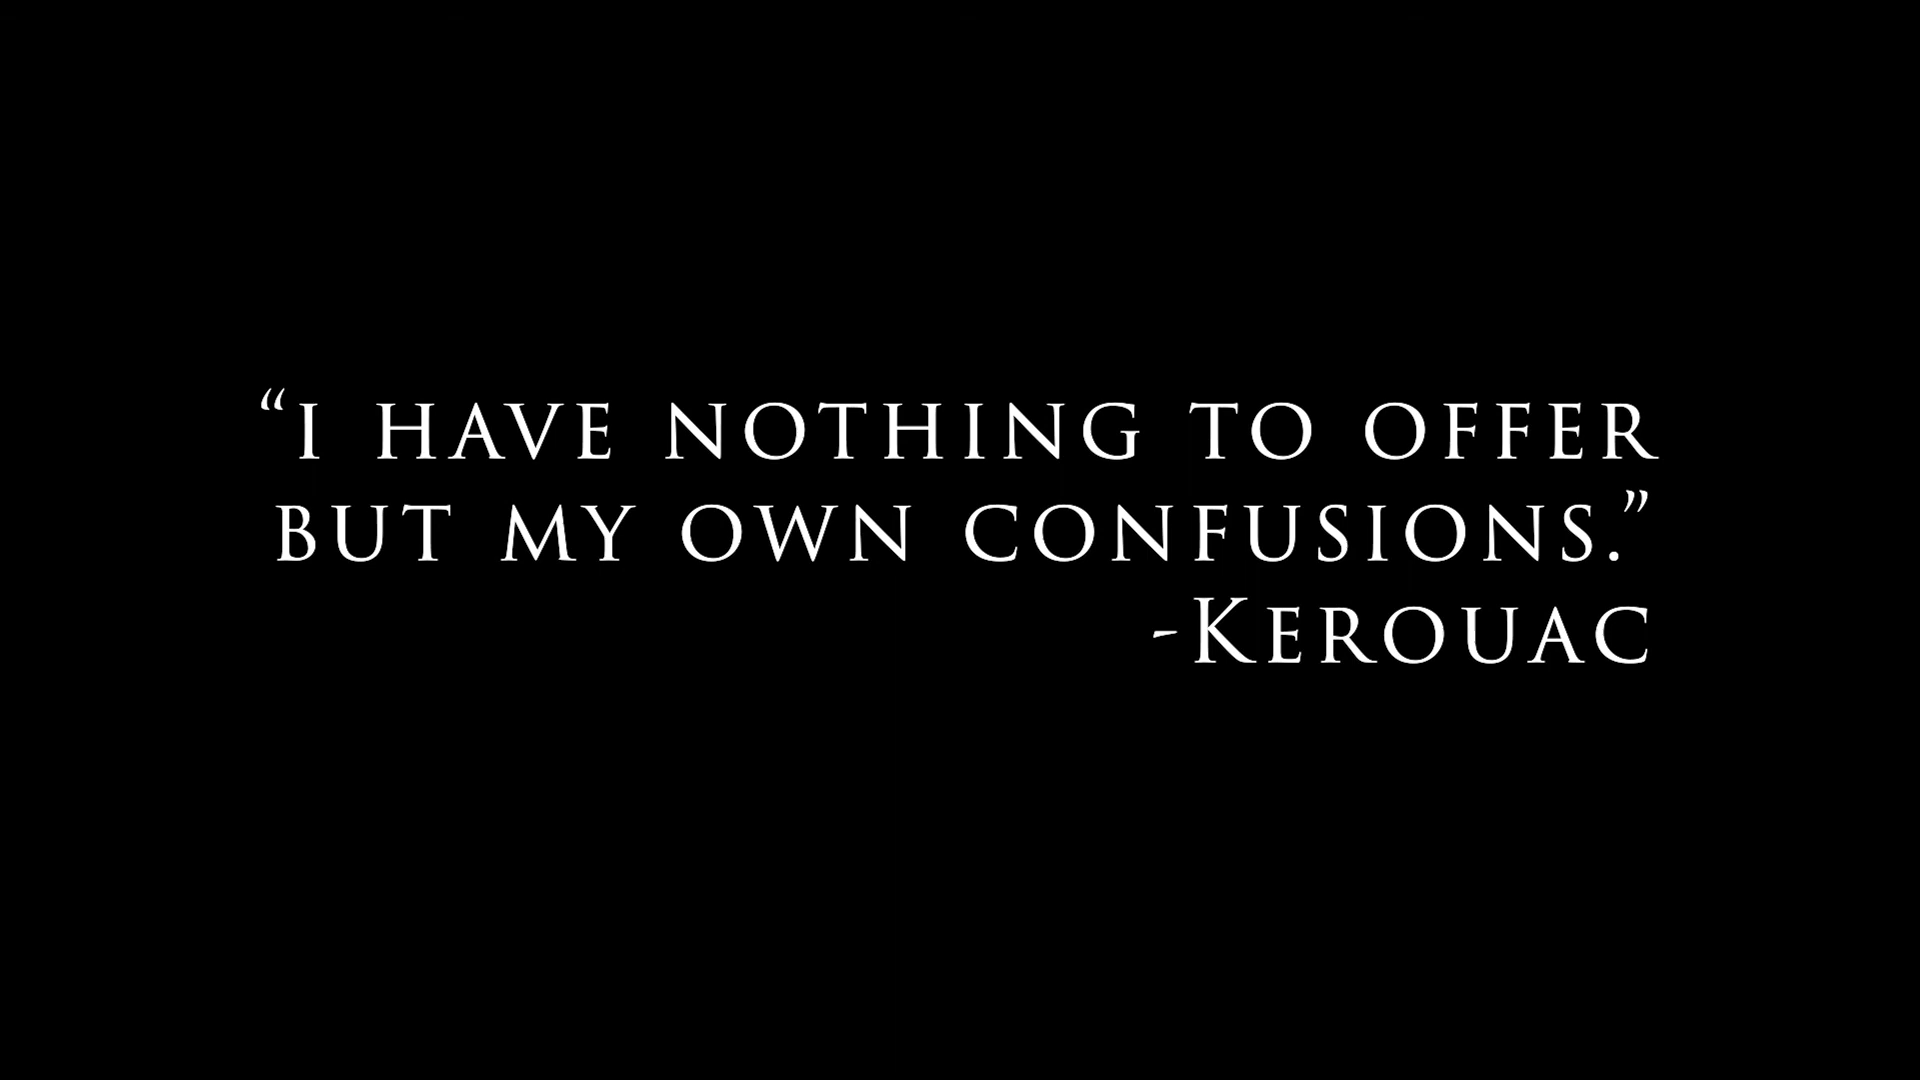 “I HAVE NOTHING TO OFFER
BUT MY OWN CONFUSIONS.”
-KEROUAC